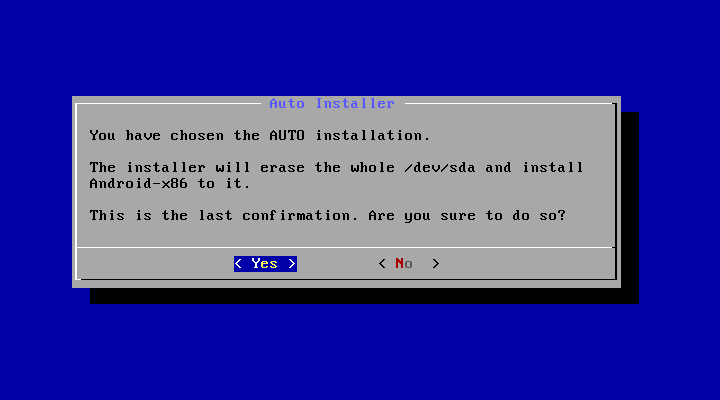 Auto Installer
You have chosen the AUTO installation.
The installer will erase the whole /dev/sda and install
Android-x86 to it.
This is the last confirmation. Are you sure to do so?
< Yes > < No >